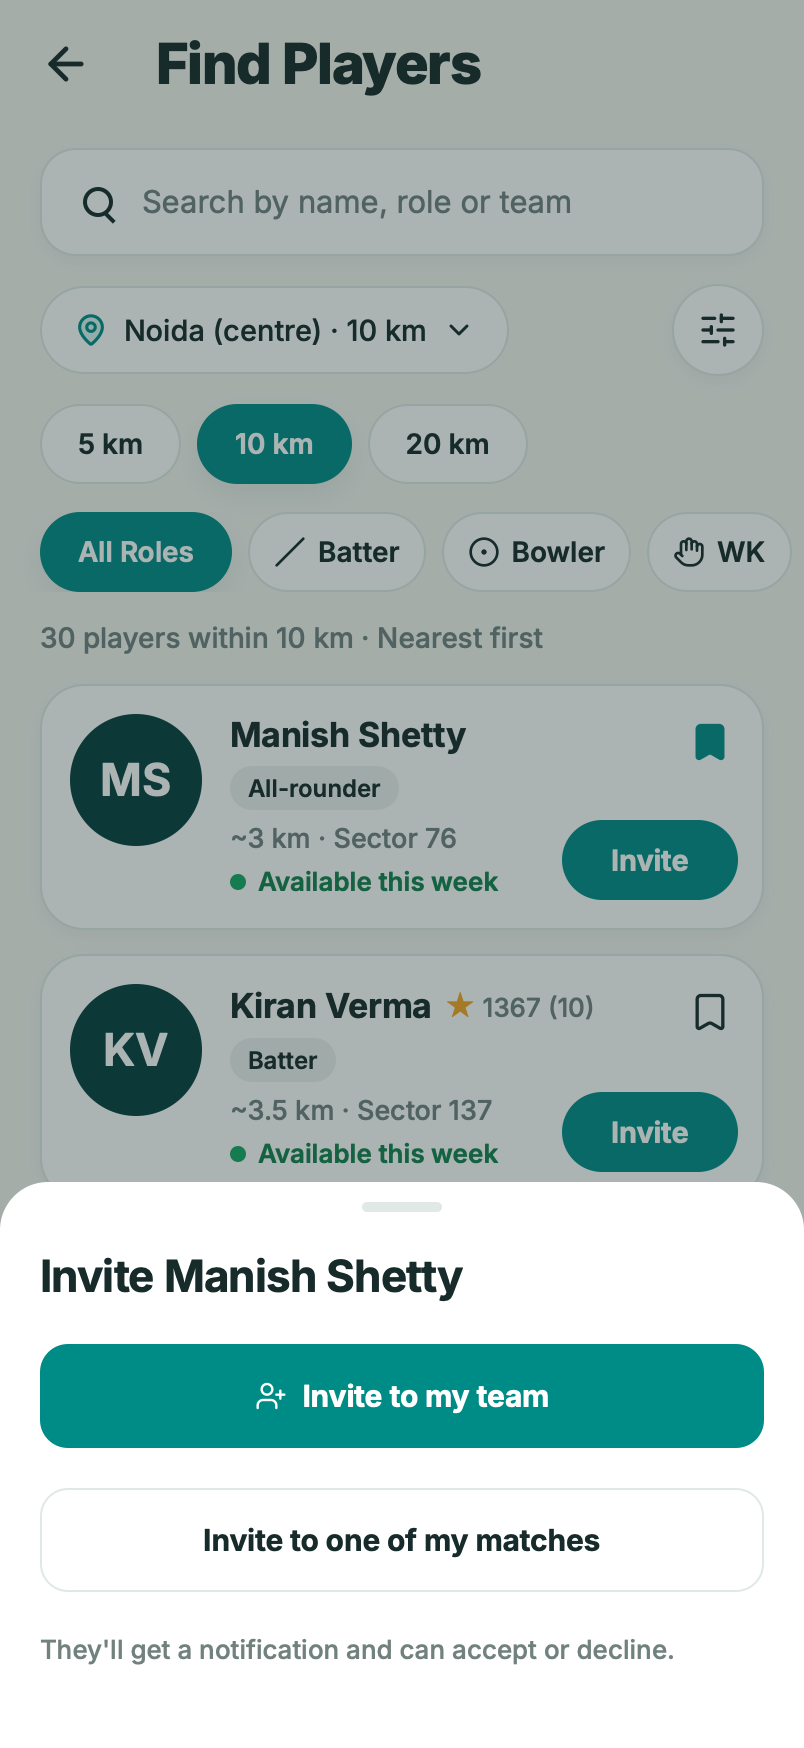 Find Players
Search by name, role or team
Noida (centre) · 10 km
5 km
10 km
20 km
All Roles
Batter
Bowler
WK
30 players within 10 km · Nearest first
MS
Manish Shetty
All-rounder
~3 km · Sector 76
Available this week
Invite
KV
Kiran Verma ★ 1367 (10)
Batter
~3.5 km · Sector 137
Available this week
Invite
Invite Manish Shetty
Invite to my team
Invite to one of my matches
They'll get a notification and can accept or decline.